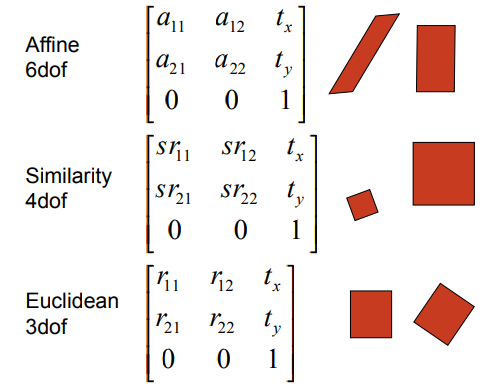 Affine
6dof
a11 a12 tx
a21 a22 ty
0 0 1
Similarity
4dof
sr11 sr12 tx
sr21 sr22 ty
0 0 1
Euclidean
3dof
r11 r12 tx
r21 r22 ty
0 0 1